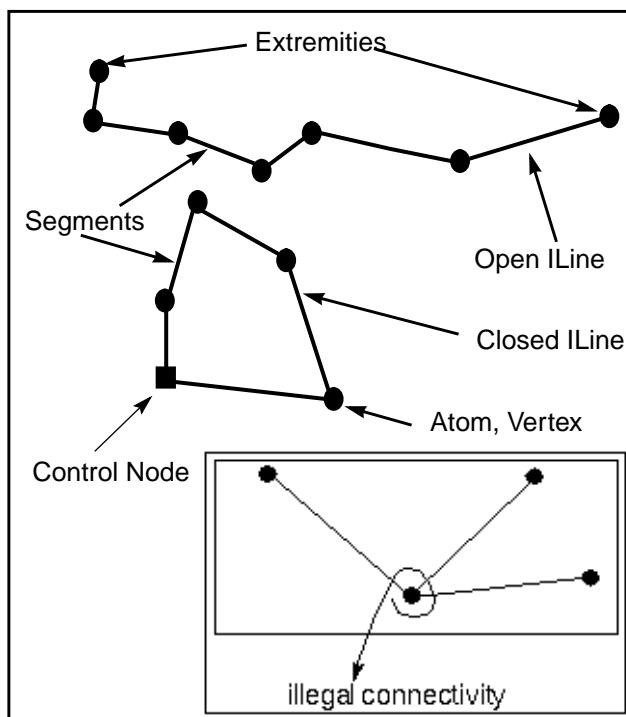 Extremities
Segments
Open ILine
Closed ILine
Atom, Vertex
Control Node
illegal connectivity